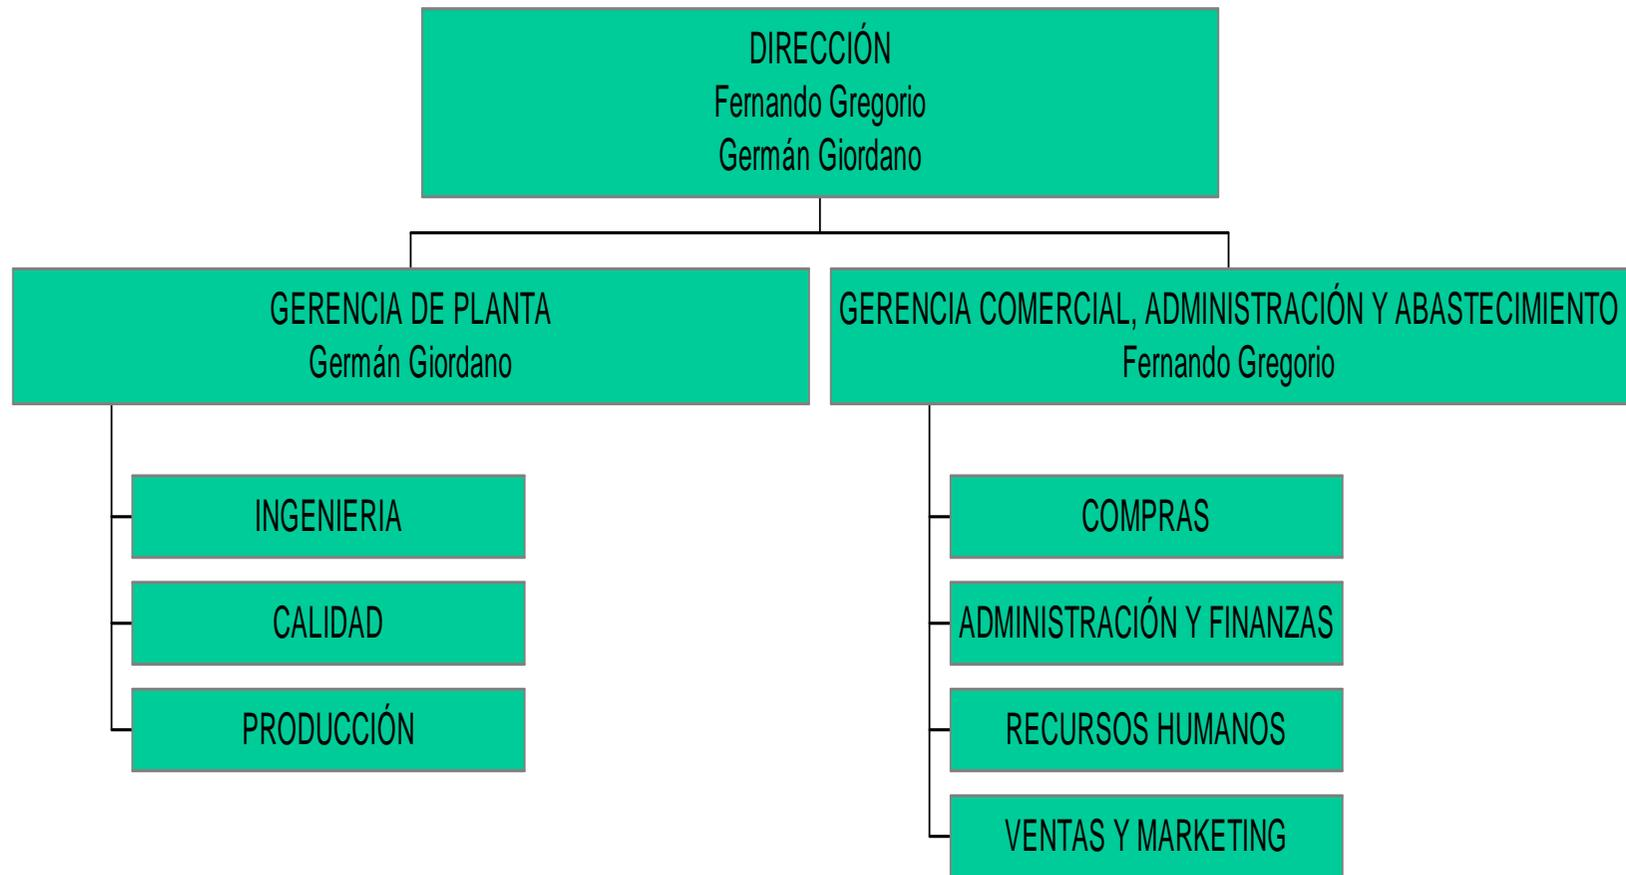 DIRECCIÓN
Fernando Gregorio
Germán Giordano
GERENCIA DE PLANTA
Germán Giordano
GERENCIA COMERCIAL, ADMINISTRACIÓN Y ABASTECIMIENTO
Fernando Gregorio
INGENIERIA
CALIDAD
PRODUCCIÓN
COMPRAS
ADMINISTRACIÓN Y FINANZAS
RECURSOS HUMANOS
VENTAS Y MARKETING